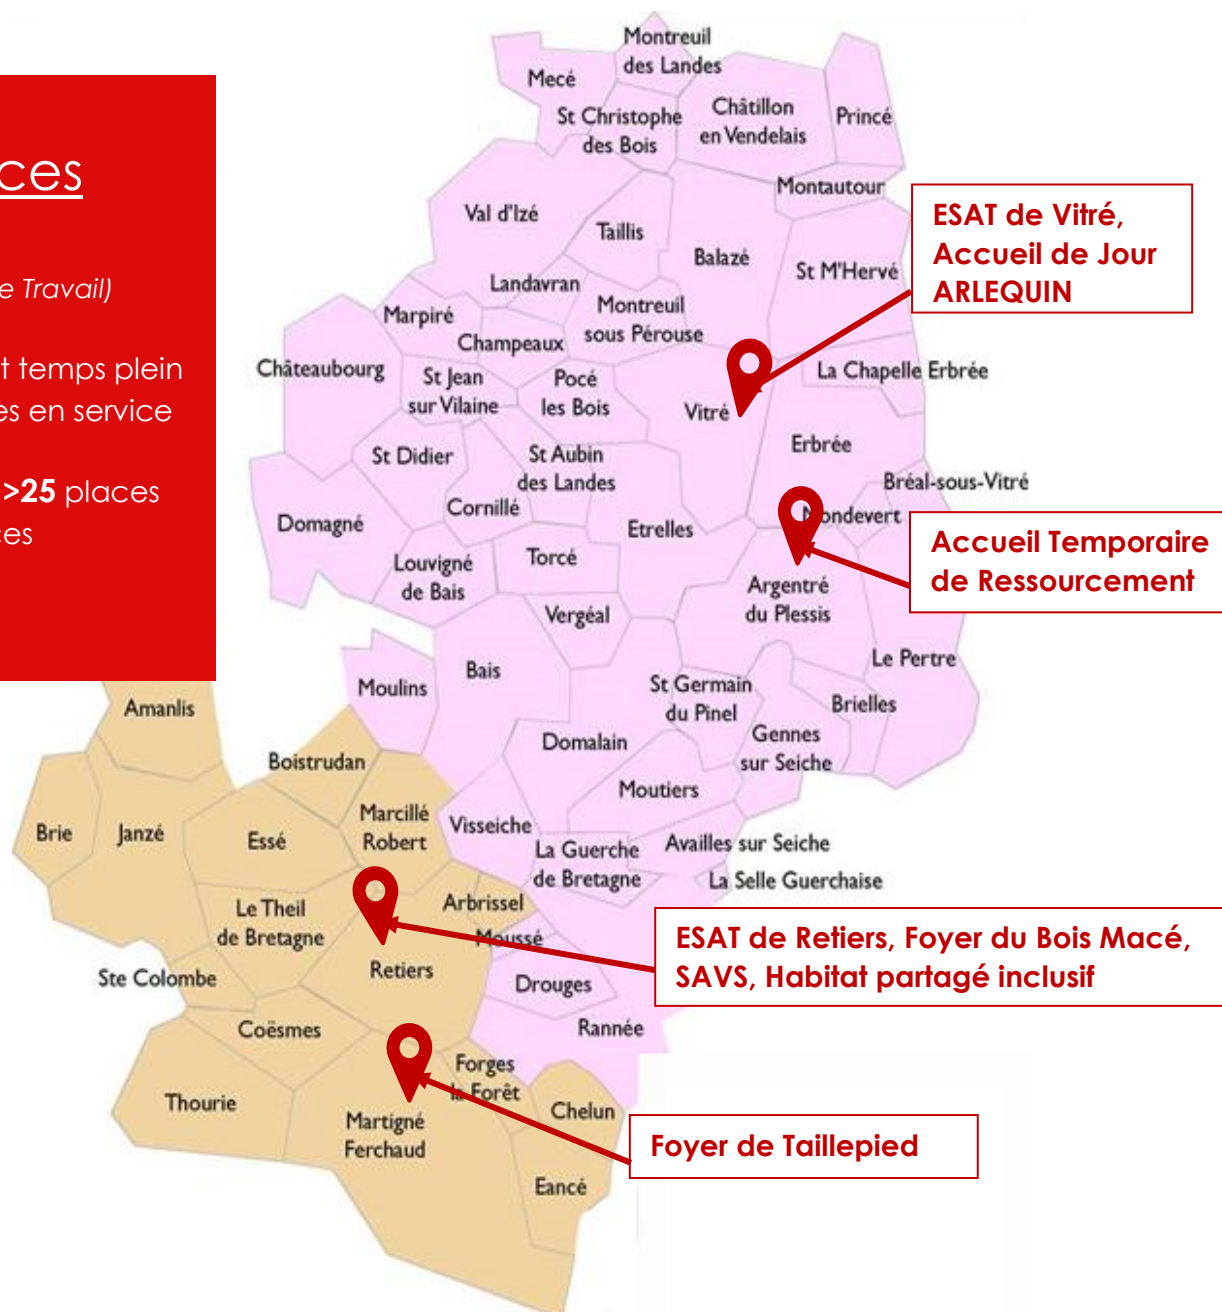 ces
e Travail)
t temps plein
es en service
>25 places
ces
Montreuil
des Landes
Mecé
St Christophe
des Bois
Châtillon
en Vendelais
Princé
Montautour
Val d'Izé
Taillis
Balazé
St M'Hervé
ESAT de Vitré,
Accueil de Jour
ARLEQUIN
Landavran
Montreuil
sous Pérouse
Marpiré
Champeaux
Châteaubourg
St Jean
sur Vilaine
Pocé
les Bois
Vitré
La Chapelle Erbrée
Erbrée
St Didier
St Aubin
des Landes
Bréal-sous-Vitré
Cornillé
Domagné
Etrelles
Mondevert
Accueil Temporaire
de Ressourcement
Louvigné
de Bais
Torcé
Argentré
du Plessis
Vergéal
Le Pertre
Bais
Moulins
St Germain
du Pinel
Brielles
Amanlis
Domalain
Gennes
sur Seiche
Boistrudan
Moutiers
Brie
Janzé
Essé
Marcillé
Robert
Visseiche
La Guerche
de Bretagne
Availles sur Seiche
La Selle Guerchaise
Arbrissel
Le Theil
de Bretagne
Moussé
ESAT de Retiers, Foyer du Bois Macé,
SAVS, Habitat partagé inclusif
Ste Colombe
Retiers
Drouges
Coësmes
Rannée
Forges
la Forêt
Thourie
Chelun
Martigné
Ferchaud
Foyer de Taillepied
Eancé